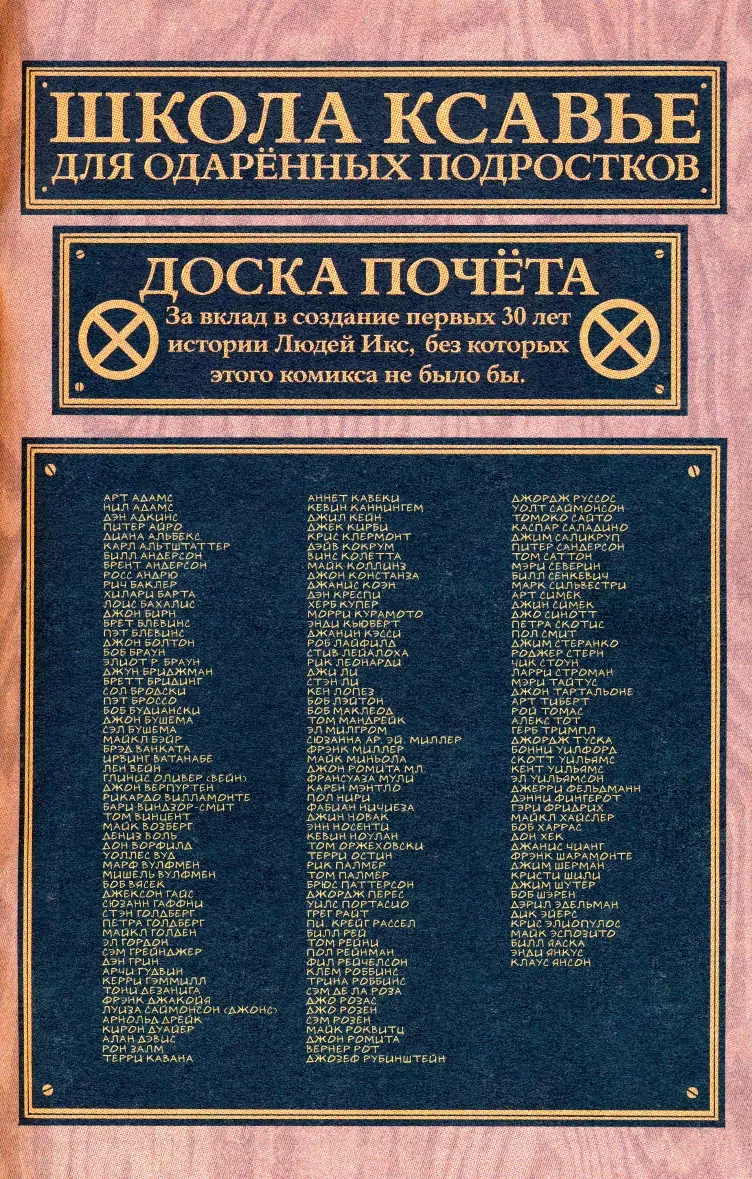 ШКОЛА КСАВЬЕ
ДЛЯ ОДАРЁННЫХ ПОДРОСТКОВ
ДОСКА ПОЧЁТА
За вклад в создание первых 30 лет
истории Людей Икс, без которых
этого комикса не было бы.
АРТ АДАМС
НИЛ АДАМС
ДЭН АДКИНС
ПИТЕР АЙРО
ДИАНА АЛЬБЕКС
КАРЛ АЛЬТШТАТТЕР
БИЛЛ АНДЕРСОН
БРЕНТ АНДЕРСОН
РОСС АНДРЮ
РИЧ БАКЛЕР
ХИЛАРИ БАРТА
ЛОИС БАХАЛИС
ДЖОН БИРН
БРЕТ БЛЕВИНС
ПЭТ БЛЕВИНС
ДЖОН БОЛТОН
БОБ БРАУН
ЭЛИОТ Р. БРАУН
ДЖУН БРИДЖМАН
БРЕТТ БРИДИНГ
СОЛ БРОДСКИ
ПЭТ БРОССО
БОБ БУДИАНСКИ
ДЖОН БУШЕМА
СЭЛ БУШЕМА
МАЙКЛ БЭЙР
БРЭД ВАНКАТА
ИРВИНГ ВАТАНАБЕ
ЛЕН ВЕЙН
ГЛИНИС ОЛИВЕР (ВЕЙН)
ДЖОН ВЕРПУРТЕН
РИКАРДО ВИЛЛАМОНТЕ
БАРИ ВИНДЗОР-СМИТ
ТОМ ВИНЦЕНТ
МАЙК ВОЗБЕРГ
ДЕНИЗ ВОЛЬ
ДОН ВОРФИЛД
УОЛЛЕС ВУД
МАРФ ВУЛФМЕН
МИШЕЛЬ ВУЛФМЕН
БОБ ВЯСЕК
ДЖЕКСОН ГАЙС
СЮЗАНН ГАФФНИ
СТЭН ГОЛДБЕРГ
ПЕТРА ГОЛДБЕРГ
МАЙКЛ ГОЛДЕН
ЭЛ ГОРДОН
СЭМ ГРЕЙНДЖЕР
ДЭН ГРИН
АРЧИ ГУДВИН
КЕРРИ ГЭММИЛЛ
ТОНИ ДЕЗАНИГА
ФРЭНК ДЖАКОЙЯ
ЛУИЗА САЙМОНСОН (ДЖОНС)
АРНОЛЬД ДРЕЙК
КИРОН ДУАЙЕР
АЛАН ДЭВИС
РОН ЗАЛМ
ТЕРРИ КАВАНА
АННЕТ КАВЕКИ
КЕВИН КАННИНГЕМ
ДЖИЛ КЕЙН
ДЖЕК КИРБИ
КРИС КЛЕРМОНТ
ДЭЙВ КОКРУМ
ВИНС КОЛЕТТА
МАЙК КОЛЛИНЗ
ДЖОН КОНСТАНЗА
ДЖАНИС КОЭН
ДЭН КРЕСПИ
ХЕРБ КУПЕР
МОРРИ КУРАМОТО
ЭНДИ КЬЮБЕРТ
ДЖАНИН КЭССИ
РОБ ЛАЙФИЛД
СТИВ ЛЕЙАЛОХА
РИК ЛЕОНАРДИ
ДЖИ ЛИ
СТЭН ЛИ
КЕН ЛОПЕЗ
БОБ ЛЭЙТОН
БОБ МАКЛЕОД
ТОМ МАНДРЕЙК
ЭЛ МИЛГРОМ
СЮЗАННА АР. ЭЙ. МИЛЛЕР
ФРЭНК МИЛЛЕР
МАЙК МИНЬОЛА
ДЖОН РОМИТА МЛ.
ФРАНСУАЗА МУЛИ
КАРЕН МЭНТЛО
ПОЛ НИРИ
ФАБИАН НИЧИЕЗА
ДЖИН НОВАК
ЭНН НОСЕНТИ
КЕВИН НОУЛАН
ТОМ ОРЖЕХОВСКИ
ТЕРРИ ОСТИН
РИК ПАЛМЕР
ТОМ ПАЛМЕР
БРЮС ПАТТЕРСОН
ДЖОРДЖ ПЕРЕС
УИЛС ПОРТАСИО
ГРЕГ РАЙТ
ПИ. КРЕЙГ РАССЕЛ
БИЛЛ РЕЙ
ТОМ РЕЙНИ
ПОЛ РЕЙНМАН
ФИЛ РЕЙЧЕЛСОН
КЛЕМ РОББИНС
ТРИНА РОББИНС
СЭМ ДЕ ЛА РОЗА
ДЖО РОЗАС
ДЖО РОЗЕН
СЭМ РОЗЕН
МАЙК РОКВИТЦ
ДЖОН РОМИТА
ВЕРНЕР РОТ
ДЖОЗЕФ РУБИНШТЕЙН
ДЖОРДЖ РУССОС
УОЛТ САЙМОНСОН
ТОМОКО САЙТО
КАСПАР САЛАДИНО
ДЖИМ САЛИКРУП
ПИТЕР САНДЕРСОН
ТОМ САТТОН
МЭРИ СЕВЕРИН
БИЛЛ СЕНКЕВИЧ
МАРК СИЛЬВЕСТРИ
АРТ СИМЕК
ДЖИН СИМЕК
ДЖО СИНОТТ
ПЕТРА СКОТИС
ПОЛ СМИТ
ДЖИМ СТЕРАНКО
РОДЖЕР СТЕРН
ЧИК СТОУН
ЛАРРИ СТРОМАН
МЭРИ ТАЙТУС
ДЖОН ТАРТАЛЬОНЕ
АРТ ТИБЕРТ
РОЙ ТОМАС
АЛЕКС ТОТ
ГЕРБ ТРИМПЛ
ДЖОРДЖ ТУСКА
БОННИ УИЛФОРД
СКОТТ УИЛЬЯМС
КЕНТ УИЛЬЯМС
ЭЛ УИЛЬЯМСОН
ДЖЕРРИ ФЕЛЬДМАНН
ДЭННИ ФИНГЕРОТ
ГЭРИ ФРИДРИХ
МАЙКЛ ХАЙСЛЕР
БОБ ХАРРАС
ДОН ХЕК
ДЖАНИС ЧИАНГ
ФРЭНК ШАРАМОНТЕ
ДЖИМ ШЕРМАН
КРИСТИ ШИЛИ
ДЖИМ ШУТЕР
БОБ ШЭРЕН
ДЭРИЛ ЭДЕЛЬМАН
ДИК ЭЙЕРС
КРИС ЭЛИОПУЛОС
МАЙК ЭСПОЗИТО
БИЛЛ ЯАСКА
ЭНДИ ЯНКУС
КЛАУС ЯНСОН